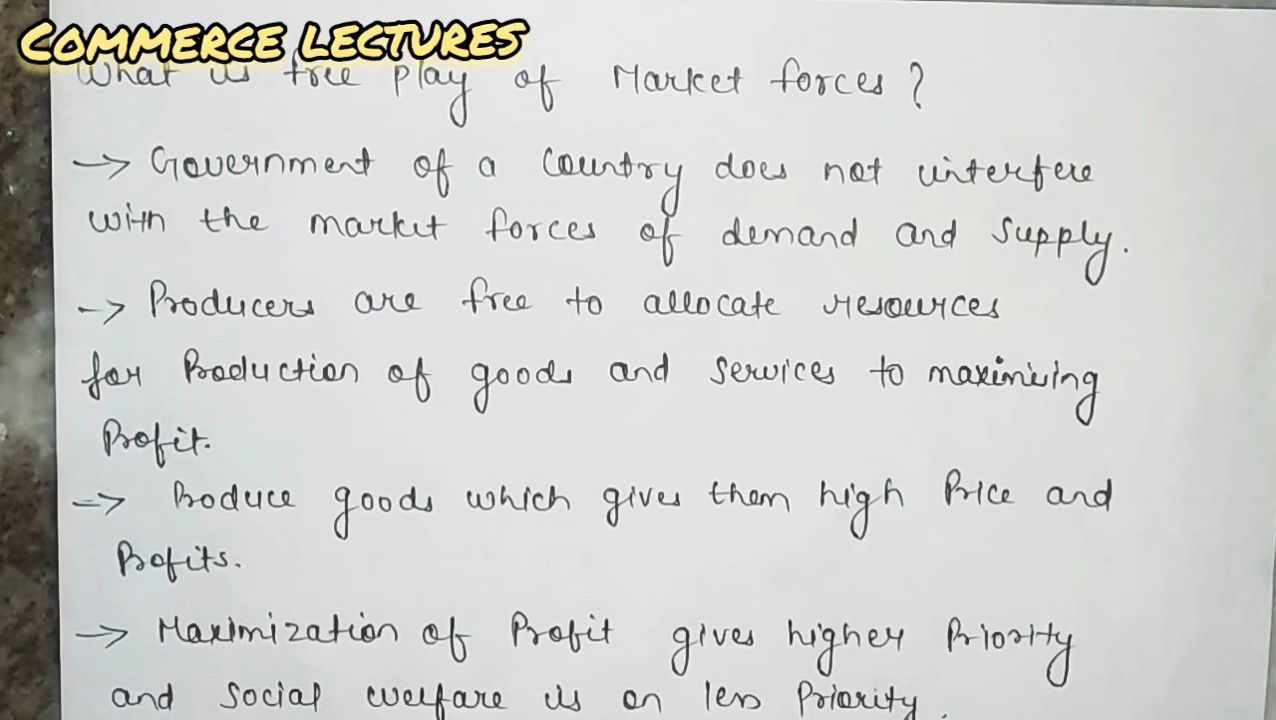 COMMERCE LECTURES
What is free play of Market forces?
→ Government of a country does not interfere
with the market forces of demand and supply.
→ Producers are free to allocate resources
for Production of goods and services to maximising
Profit.
→ Produce goods which gives them high Price and
Profits.
→ Maximization of Profit gives higher Priority
and social welfare is on less Priority.